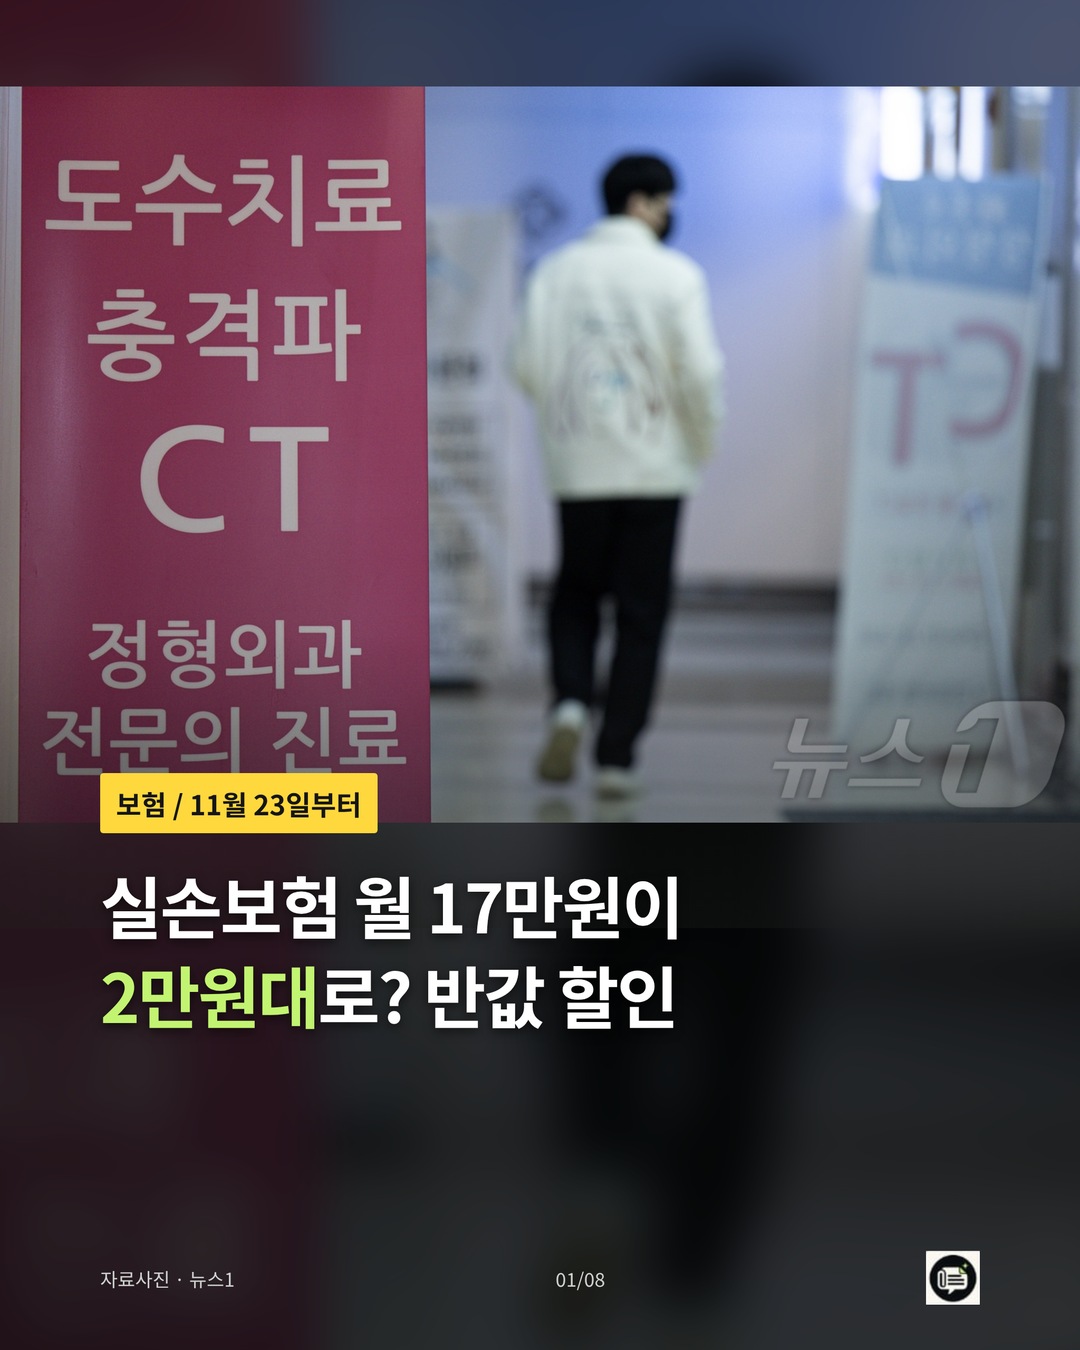 도수치료
충격파
CT
정형외과
전문의 진료
CT
뉴스1
보험 / 11월 23일부터
실손보험 월 17만원이
2만원대로? 반값 할인
자료사진 · 뉴스1
01/08